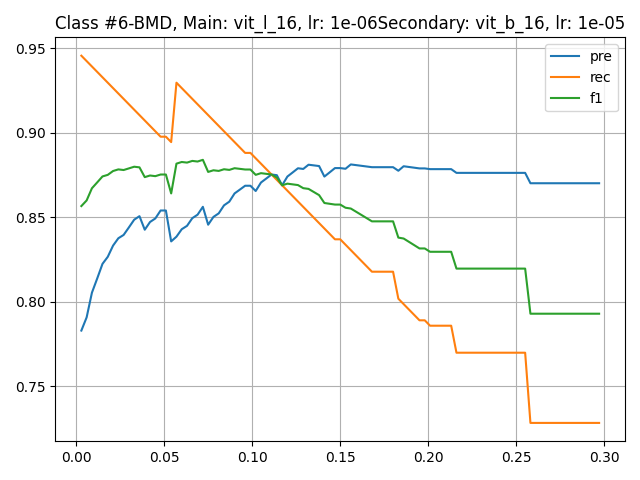 Class #6-BMD, Main: vit_l_16, lr: 1e-06Secondary: vit_b_16, lr: 1e-05
0.95
0.90
0.85
0.80
0.75
pre
rec
f1
0.00 0.05 0.10 0.15 0.20 0.25 0.30